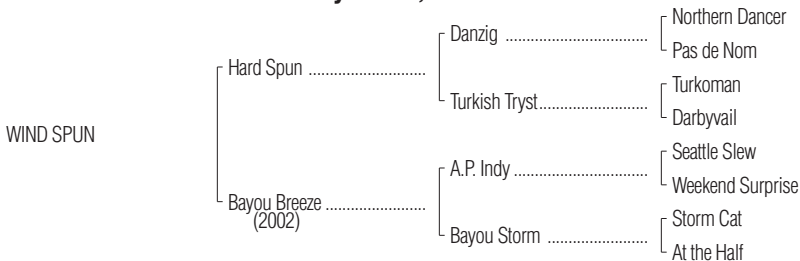 Northern Dancer
Danzig ....................................
Pas de Nom
Hard Spun .............................
Turkoman
Turkish Tryst...........................
Darbyvail
WIND SPUN
Seattle Slew
A.P. Indy .................................
Weekend Surprise
Bayou Breeze .........................
(2002)
Storm Cat
Bayou Storm .........................
At the Half